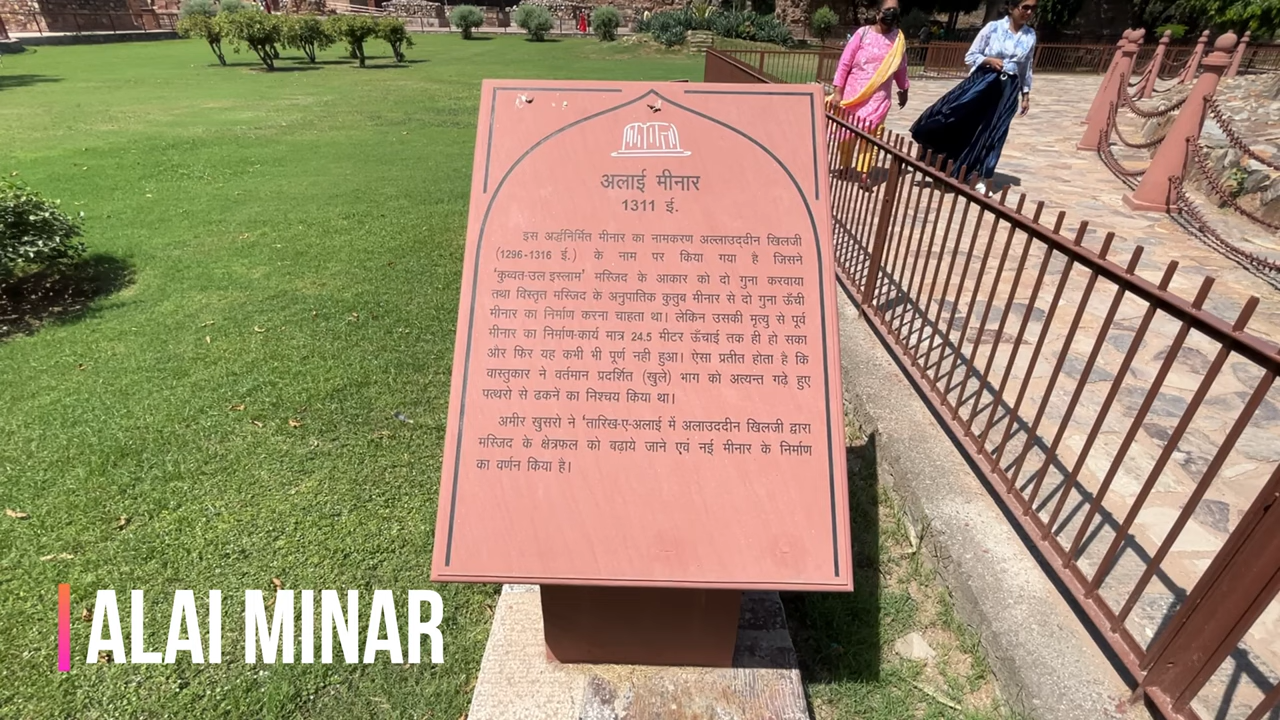 अलाई मीनार
1311 ई.
इस अर्द्धनिर्मित मीनार का नामकरण अल्लाउद्दीन खिलजी
(1296-1316 ई.) के नाम पर किया गया है जिसने
'कुव्वत-उल इस्लाम' मस्जिद के आकार को दो गुना करवाया
तथा विस्तृत मस्जिद के अनुपातिक कुतुब मीनार से दो गुना ऊँची
मीनार का निर्माण करना चाहता था। लेकिन उसकी मृत्यु से पूर्व
मीनार का निर्माण-कार्य मात्र 24.5 मीटर ऊँचाई तक ही हो सका
और फिर यह कभी भी पूर्ण नही हुआ। ऐसा प्रतीत होता है कि
वास्तुकार ने वर्तमान प्रदर्शित (खुले) भाग को अत्यन्त गढ़े हुए
पत्थरो से ढकनें का निश्चय किया था।
अमीर खुसरो ने 'तारिख-ए-अलाई में अलाउददीन खिलजी द्वारा
मस्जिद के क्षेत्रफल को बढ़ाये जाने एवं नई मीनार के निर्माण
का वर्णन किया है।
ALAI MINAR